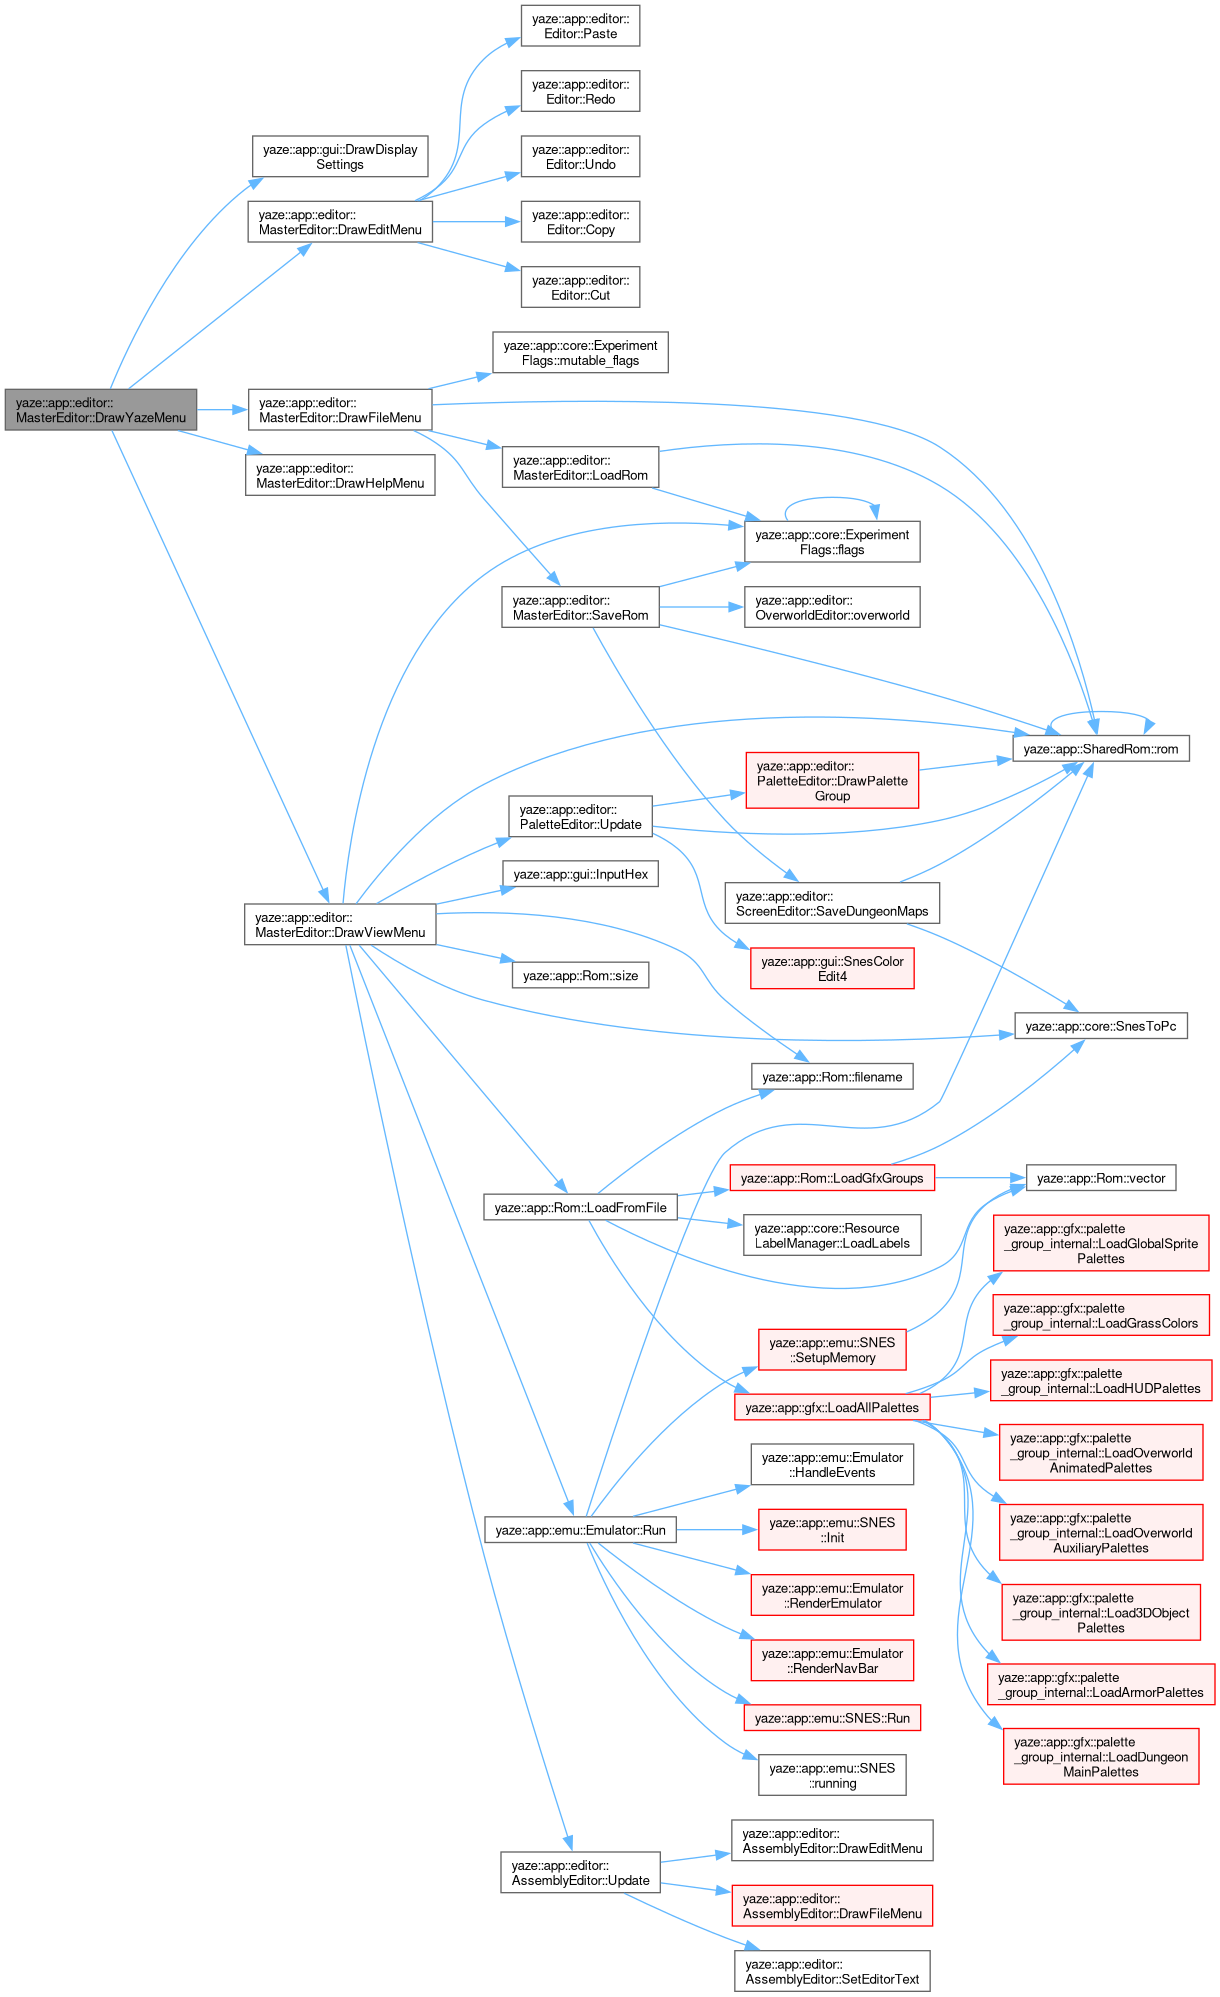 yaze::app::editor::
Editor::Paste
yaze::app::editor::
Editor::Redo
yaze::app::gui::DrawDisplay
Settings
yaze::app::editor::
Editor::Undo
yaze::app::editor::
MasterEditor::DrawEditMenu
yaze::app::editor::
Editor::Copy
yaze::app::editor::
Editor::Cut
yaze::app::core::Experiment
Flags::mutable_flags
yaze::app::editor::
MasterEditor::DrawYazeMenu
yaze::app::editor::
MasterEditor::DrawFileMenu
yaze::app::editor::
MasterEditor::DrawHelpMenu
yaze::app::editor::
MasterEditor::LoadRom
yaze::app::core::Experiment
Flags::flags
yaze::app::editor::
MasterEditor::SaveRom
yaze::app::editor::
OverworldEditor::overworld
yaze::app::SharedRom::rom
yaze::app::editor::
PaletteEditor::DrawPalette
Group
yaze::app::editor::
PaletteEditor::Update
yaze::app::gui::InputHex
yaze::app::editor::
ScreenEditor::SaveDungeonMaps
yaze::app::editor::
MasterEditor::DrawViewMenu
yaze::app::gui::SnesColor
Edit4
yaze::app::Rom::size
yaze::app::core::SnesToPc
yaze::app::Rom::filename
yaze::app::Rom::LoadGfxGroups
yaze::app::Rom::vector
yaze::app::Rom::LoadFromFile
yaze::app::core::Resource
LabelManager::LoadLabels
yaze::app::gfx::palette
_group_internal::LoadGlobalSprite
Palettes
yaze::app::gfx::palette
_group_internal::LoadGrassColors
yaze::app::emu::SNES
::SetupMemory
yaze::app::gfx::palette
_group_internal::LoadHUDPalettes
yaze::app::gfx::LoadAllPalettes
yaze::app::gfx::palette
_group_internal::LoadOverworld
AnimatedPalettes
yaze::app::emu::Emulator
::HandleEvents
yaze::app::emu::Emulator::Run
yaze::app::emu::SNES
::Init
yaze::app::gfx::palette
_group_internal::LoadOverworld
AuxiliaryPalettes
yaze::app::emu::Emulator
::RenderEmulator
yaze::app::gfx::palette
_group_internal::Load3DObject
Palettes
yaze::app::emu::Emulator
::RenderNavBar
yaze::app::gfx::palette
_group_internal::LoadArmorPalettes
yaze::app::emu::SNES::Run
yaze::app::gfx::palette
_group_internal::LoadDungeon
MainPalettes
yaze::app::emu::SNES
::running
yaze::app::editor::
AssemblyEditor::DrawEditMenu
yaze::app::editor::
AssemblyEditor::Update
yaze::app::editor::
AssemblyEditor::DrawFileMenu
yaze::app::editor::
AssemblyEditor::SetEditorText